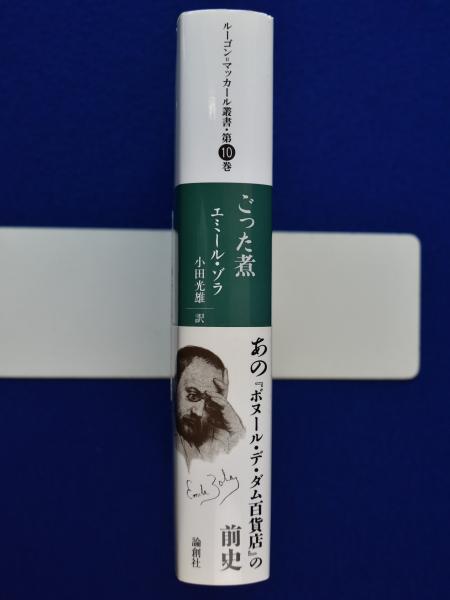 ルーゴン=マッカール叢書・第10巻
ごった煮
エミール・ゾラ
小田光雄 訳
あの『ボヌール・デ・ダム百貨店』の
前史
Emile Zola
論創社